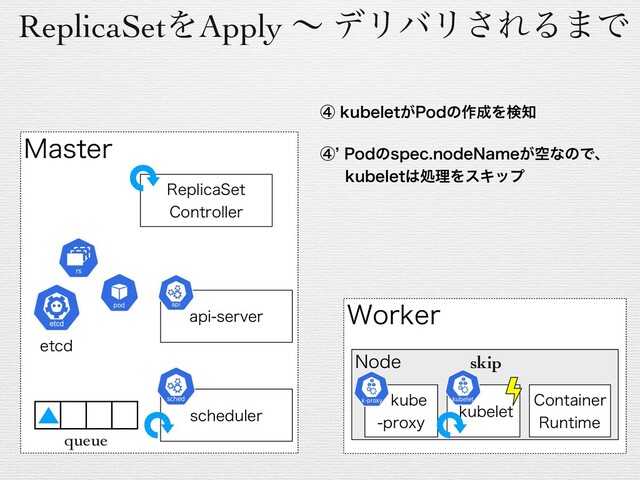 ReplicaSetをApply 〜 デリバリされるまで
④ kubeletがPodの作成を検知
④’ Podのspec.nodeNameが空なので、
kubeletは処理をスキップ
Master
ReplicaSet
Controller
rs
pod
etcd
etcd
api
api-server
sched
scheduler
queue
Worker
Node
skip
k-proxy
kube
-proxy
kubelet
kubelet
Container
Runtime